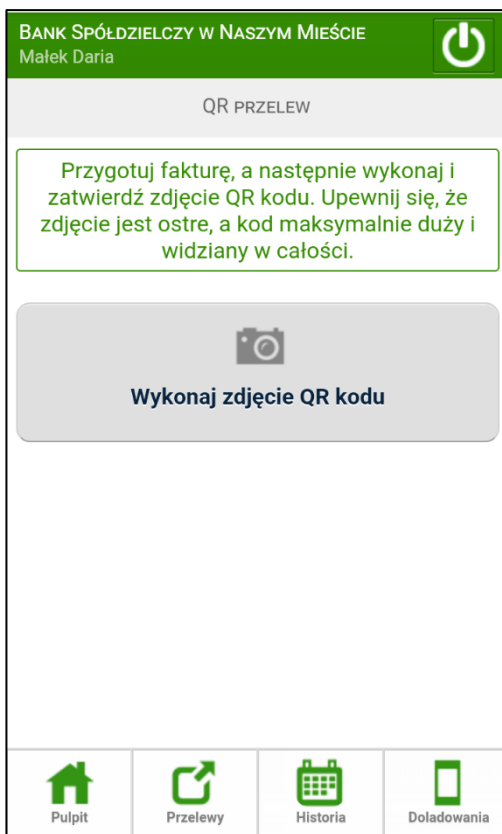 Bank Spółdzielczy w Naszym Mieście
Małek Daria
QR przelew
Przygotuj fakturę, a następnie wykonaj i
zatwierdź zdjęcie QR kodu. Upewnij się, że
zdjęcie jest ostre, a kod maksymalnie duży i
widziany w całości.
Wykonaj zdjęcie QR kodu
Pulpit
Przelewy
Historia
Doladowania